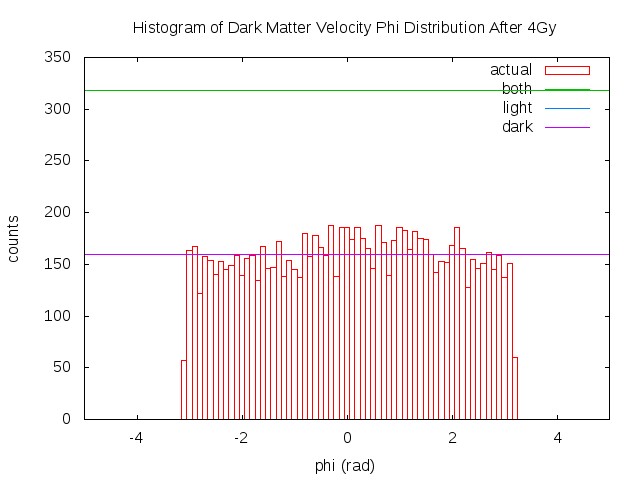 Histogram of Dark Matter Velocity Phi Distribution After 4Gy
350
300
250
200
150
100
50
0
counts
actual
both
light
dark
-4
-2
0
2
4
phi (rad)